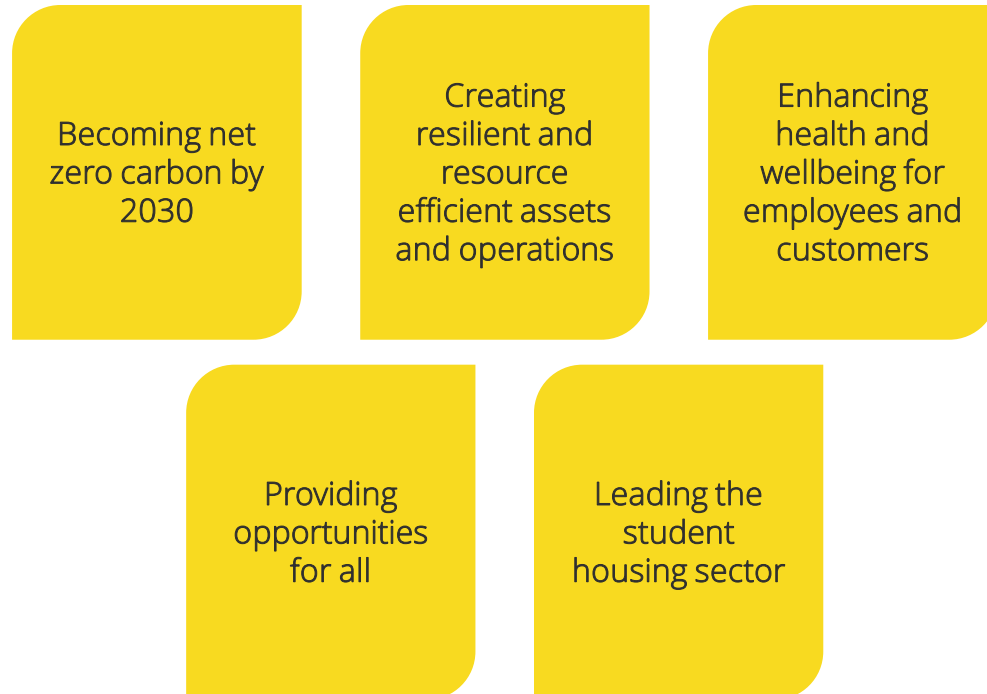 Becoming net
zero carbon by
2030
Creating
resilient and
resource
efficient assets
and operations
Enhancing
health and
wellbeing for
employees and
customers
Providing
opportunities
for all
Leading the
student
housing sector